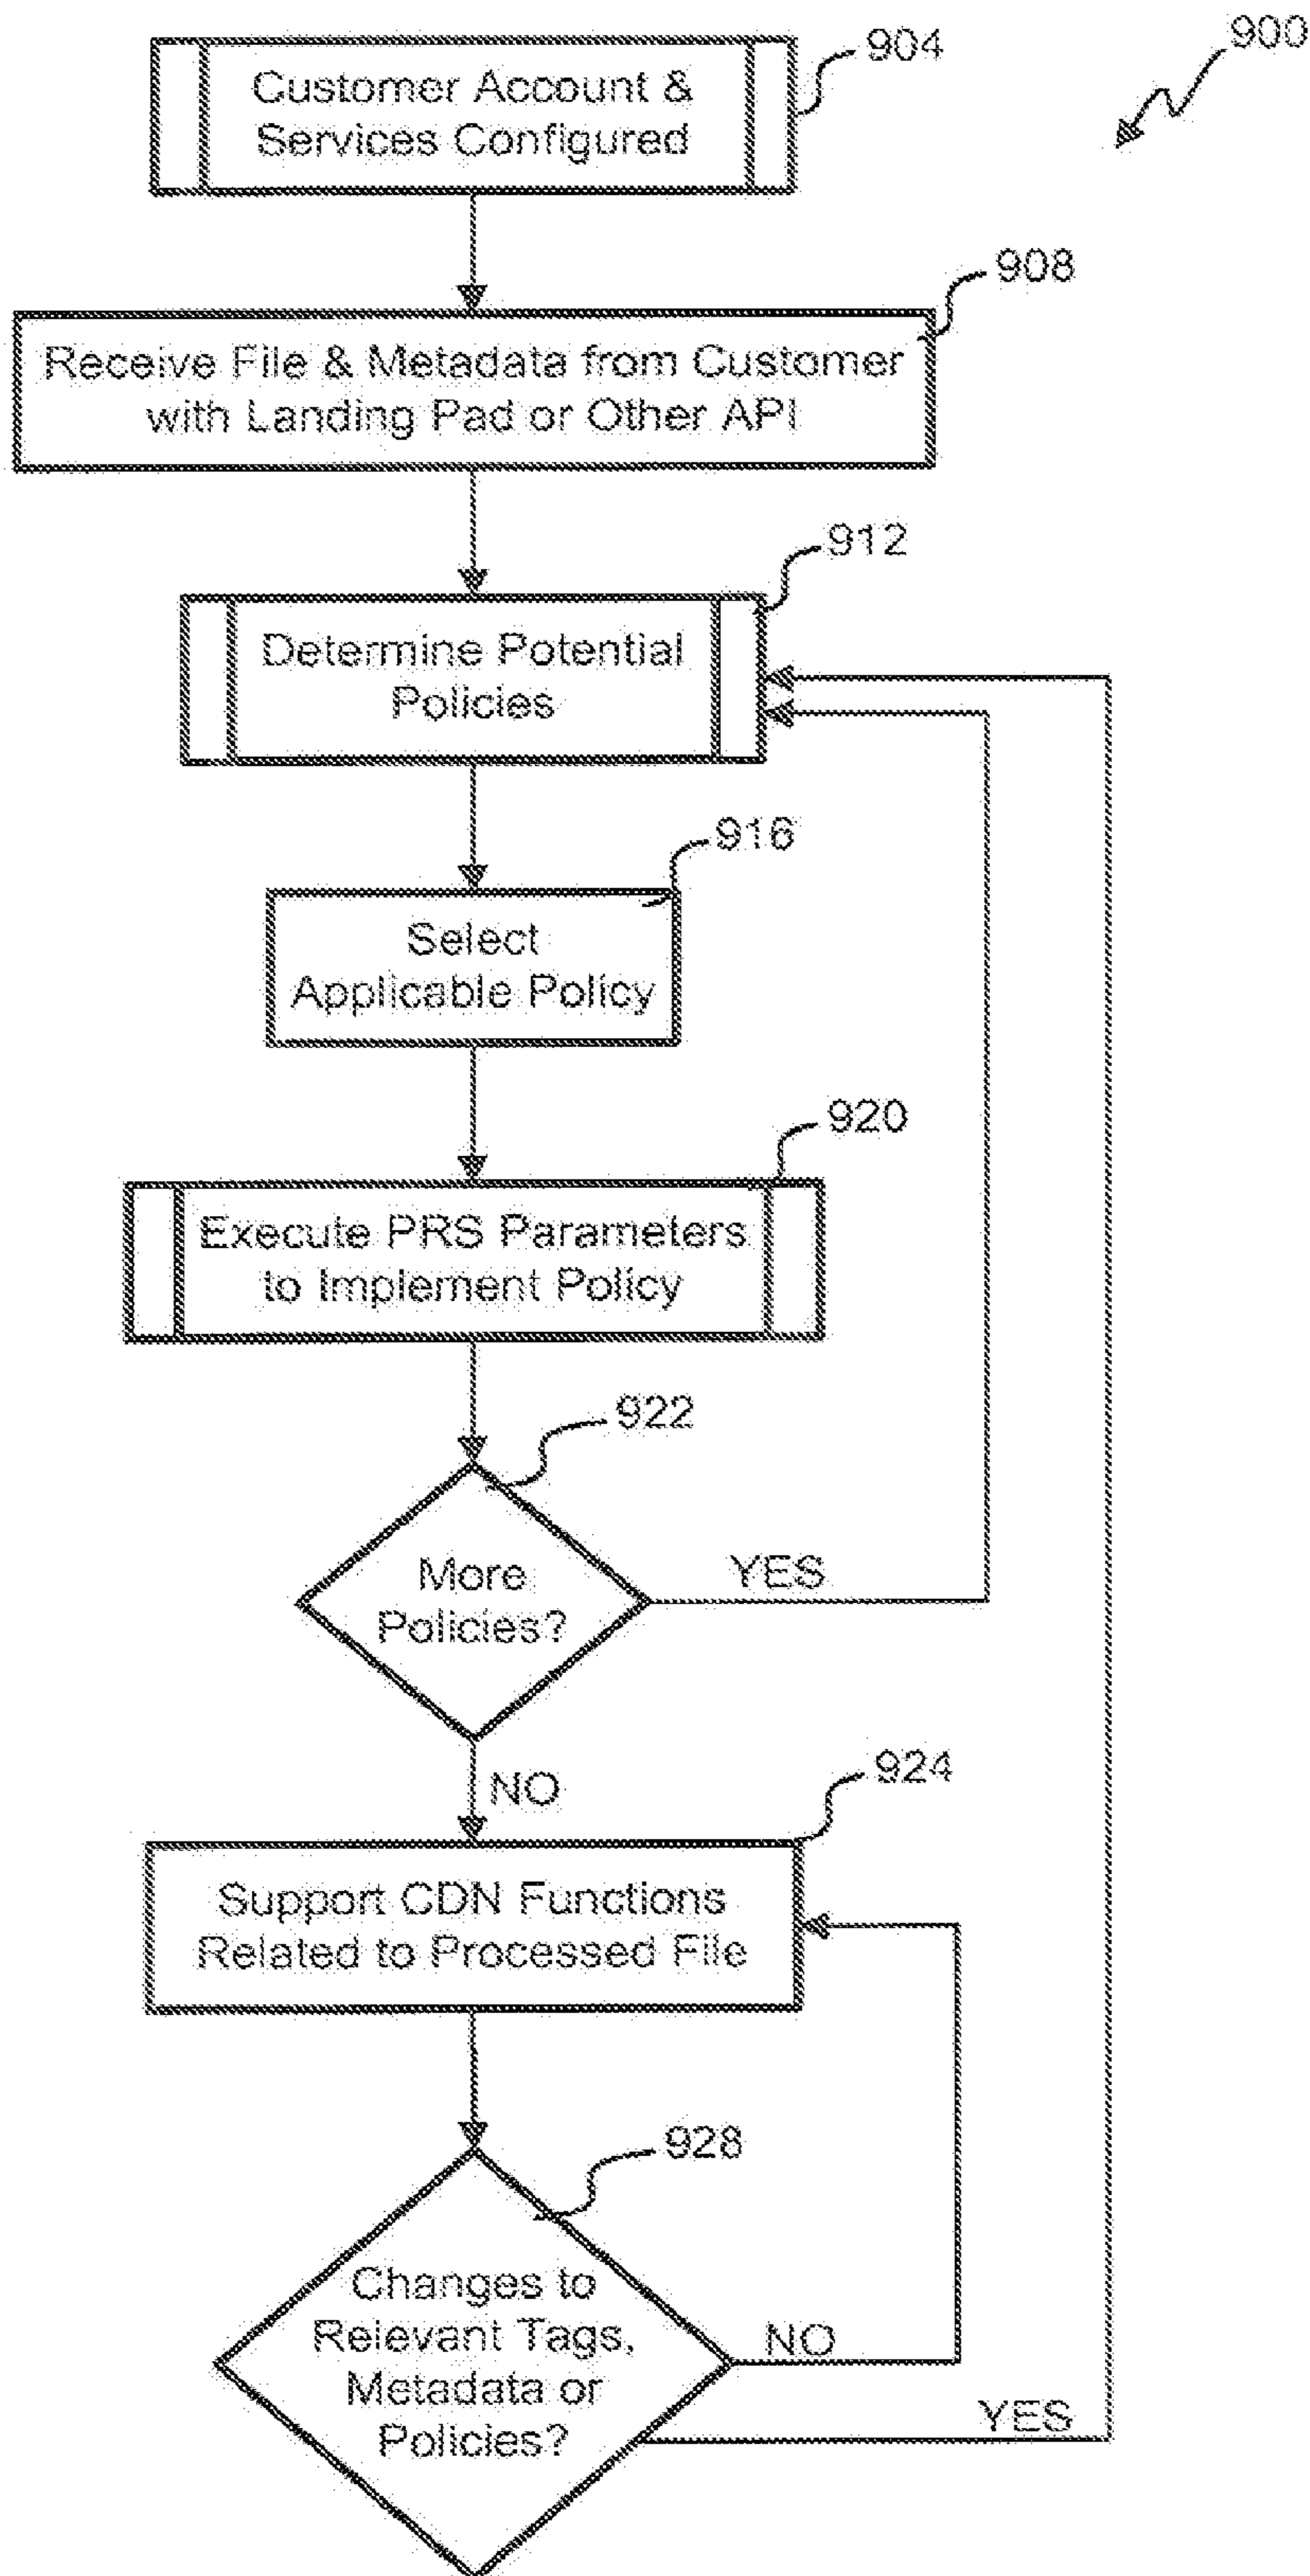 900
904
Customer Account &
Services Configured
908
Receive File & Metadata from Customer
with Landing Pad or Other API
912
Determine Potential
Policies
916
Select
Applicable Policy
920
Execute PRS Parameters
to Implement Policy
922
More
Policies?
YES
NO
924
Support CDN Functions
Related to Processed File
928
Changes to
Relevant Tags,
Metadata or
Policies?
NO
YES